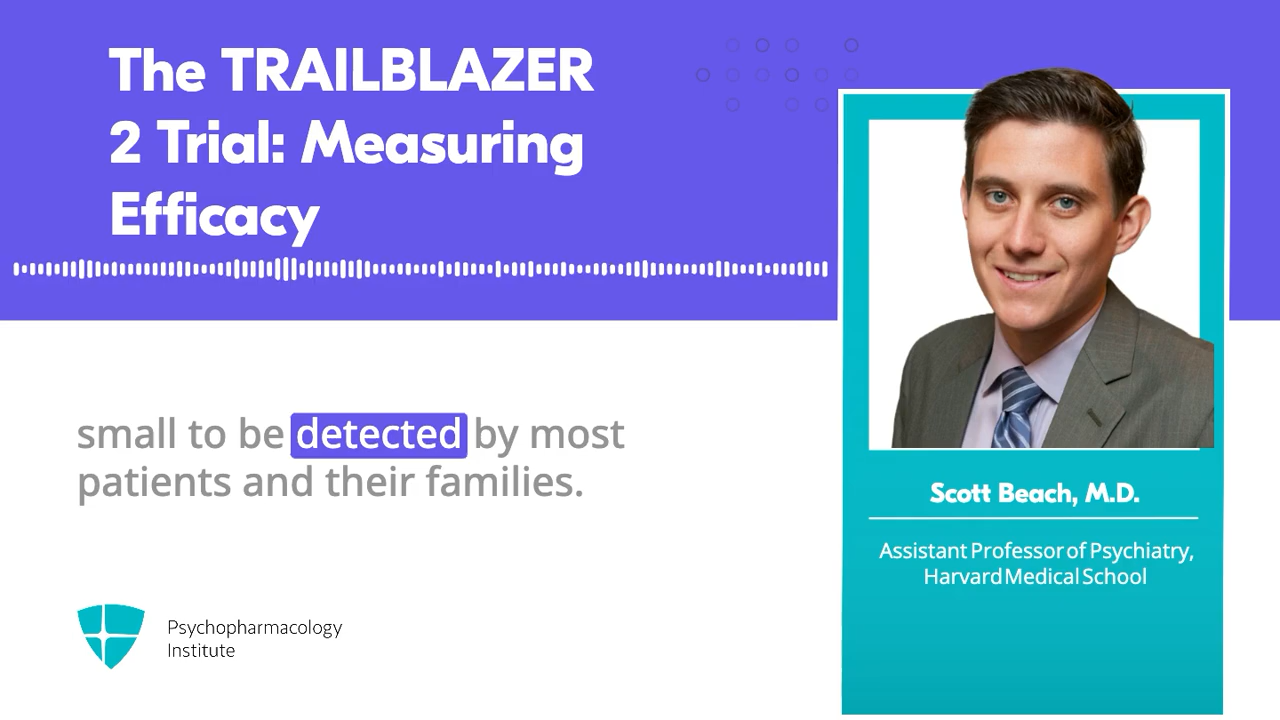 The TRAILBLAZER
2 Trial: Measuring
Efficacy
small to be detected by most
patients and their families.
Scott Beach, M.D.
Assistant Professor of Psychiatry,
Harvard Medical School
Psychopharmacology
Institute